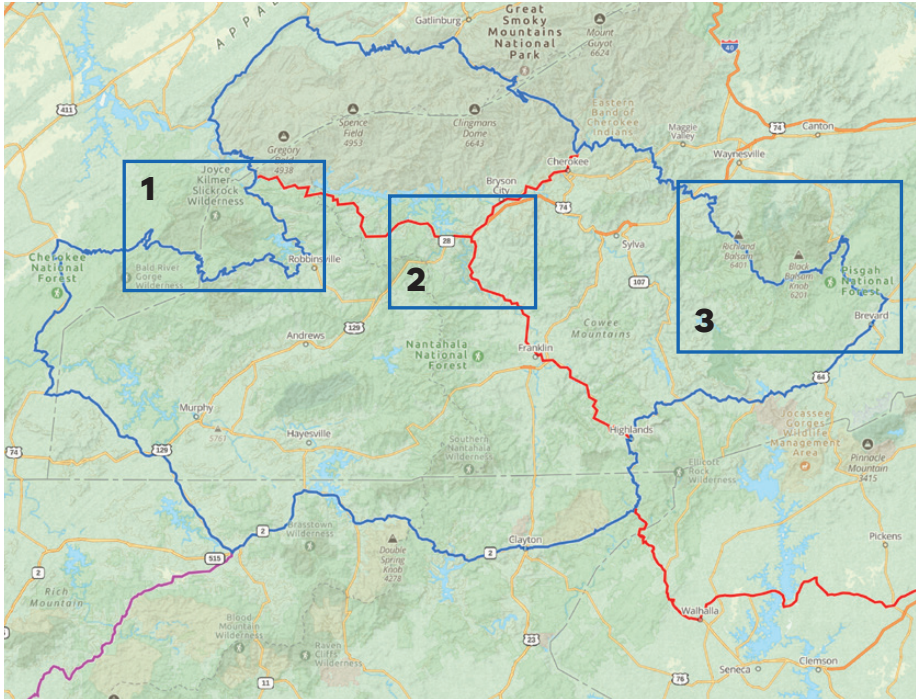 Gatlinburg
Great
Smoky
Mountains
National
Park
Mount
Guyot
6624
40
APPAL
411
Spence
Field
4953
Clingmans
Dome
6643
Eastern
Band of
Cherokee
Indians
74
Canton
Maggie
Valley
Waynesville
Gregory
Bald
4938
Cherokee
1
Joyce
Kilmer
Slickrock
Wilderness
Bryson
City
74
Sylva
28
2
Richland
Balsam
6401
Black
Balsam
Knob
6201
Pisgah
National
Forest
Cherokee
National
Forest
Bald River
Gorge
Wilderness
Robbinsville
107
3
Brevard
129
Andrews
Cowee
Mountains
Nantahala
National
Forest
Franklin
64
Murphy
Highlands
Jocassee
Gorges
Wildlife
Management
Area
74
129
Hayesville
Southern
Nantahala
Wilderness
Ellicott
Rock
Wilderness
Pinnacle
Mountain
3415
2
Brasstown
Wilderness
515
Double
Spring
Knob
4278
2
Clayton
Pickens
2
Rich
Mountain
Blood
Mountain
Wilderness
Raven
Cliffs
Wilderness
23
Walhalla
11
76
Seneca
Clemson